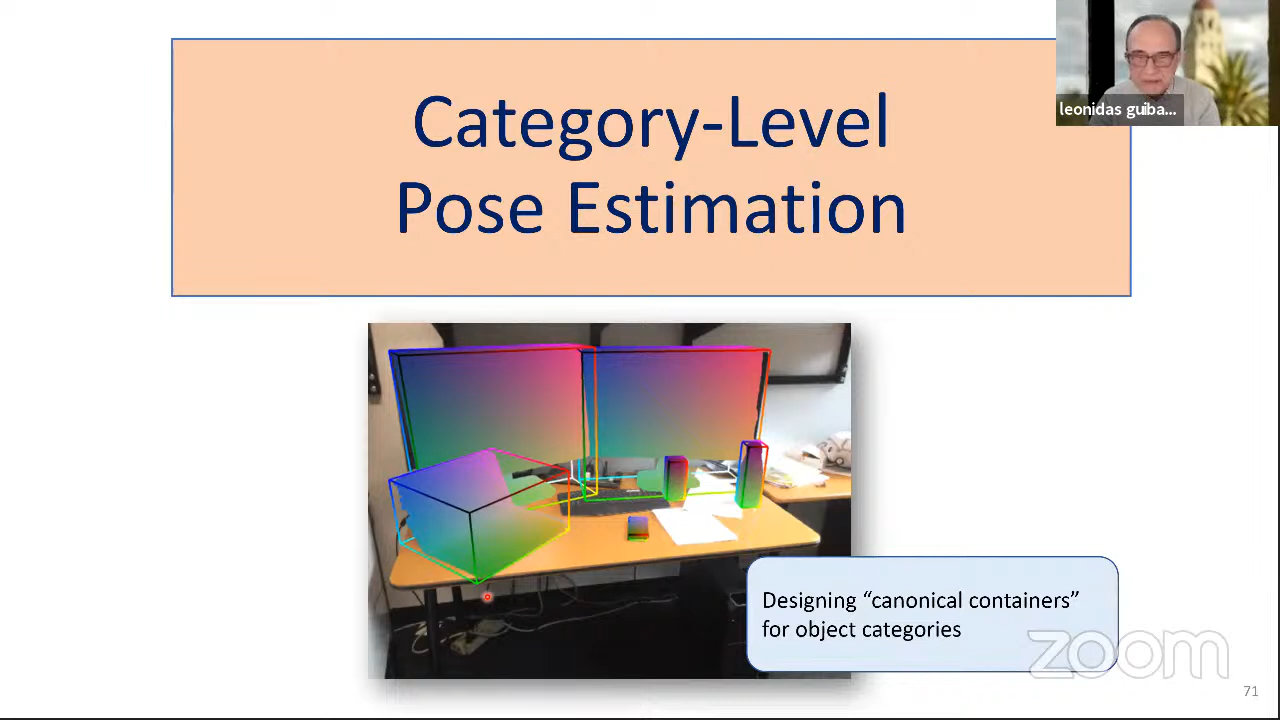 leonidas guiba...
Category-Level
Pose Estimation
Designing “canonical containers”
for object categories
zoom
71